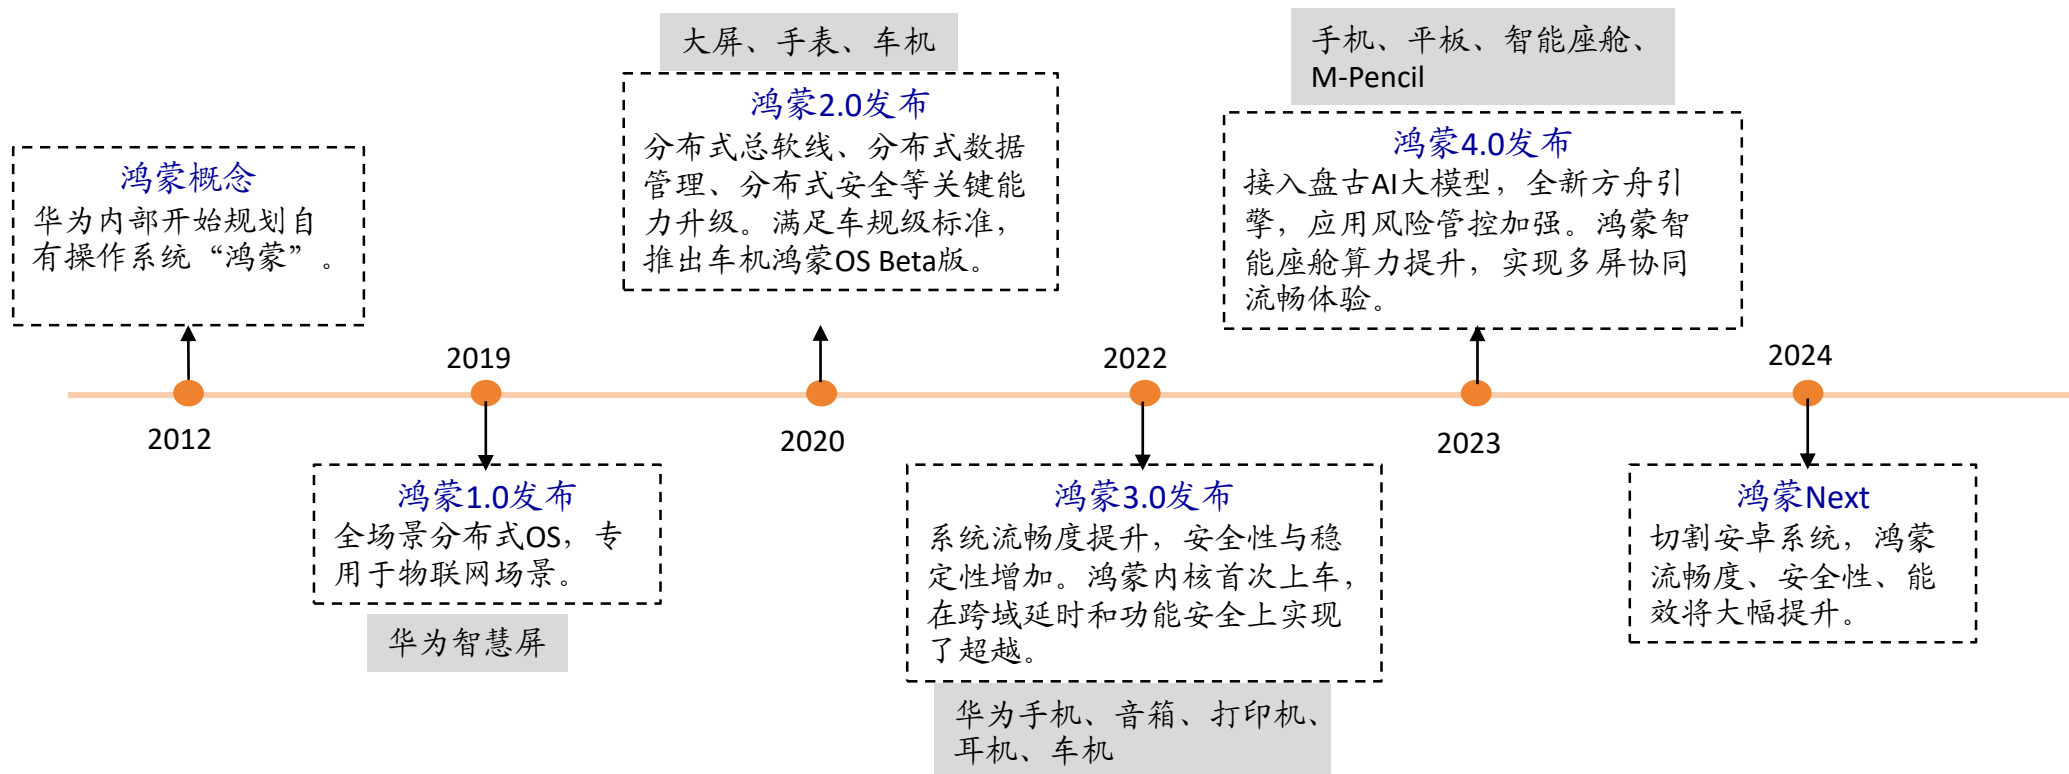 鸿蒙概念
华为内部开始规划自
有操作系统“鸿蒙”。
2012
2019
鸿蒙1.0发布
全场景分布式OS，专
用于物联网场景。
华为智慧屏
大屏、手表、车机
鸿蒙2.0发布
分布式总软线、分布式数据
管理、分布式安全等关键能
力升级。满足车规级标准，
推出车机鸿蒙OS Beta版。
2020
2022
鸿蒙3.0发布
系统流畅度提升，安全性与稳
定性增加。鸿蒙内核首次上车，
在跨域延时和功能安全上实现
了超越。
华为手机、音箱、打印机、
耳机、车机
手机、平板、智能座舱、
M-Pencil
鸿蒙4.0发布
接入盘古AI大模型，全新方舟引
擎，应用风险管控加强。鸿蒙智
能座舱算力提升，实现多屏协同
流畅体验。
2023
2024
鸿蒙Next
切割安卓系统，鸿蒙
流畅度、安全性、能
效将大幅提升。